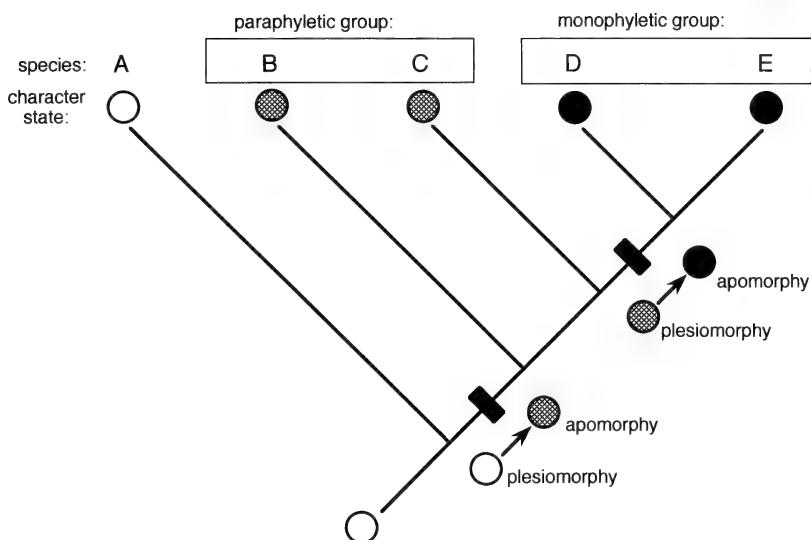 paraphyletic group:
monophyletic group:
species: A B C D E
character
state:
apomorphy
plesiomorphy
apomorphy
plesiomorphy